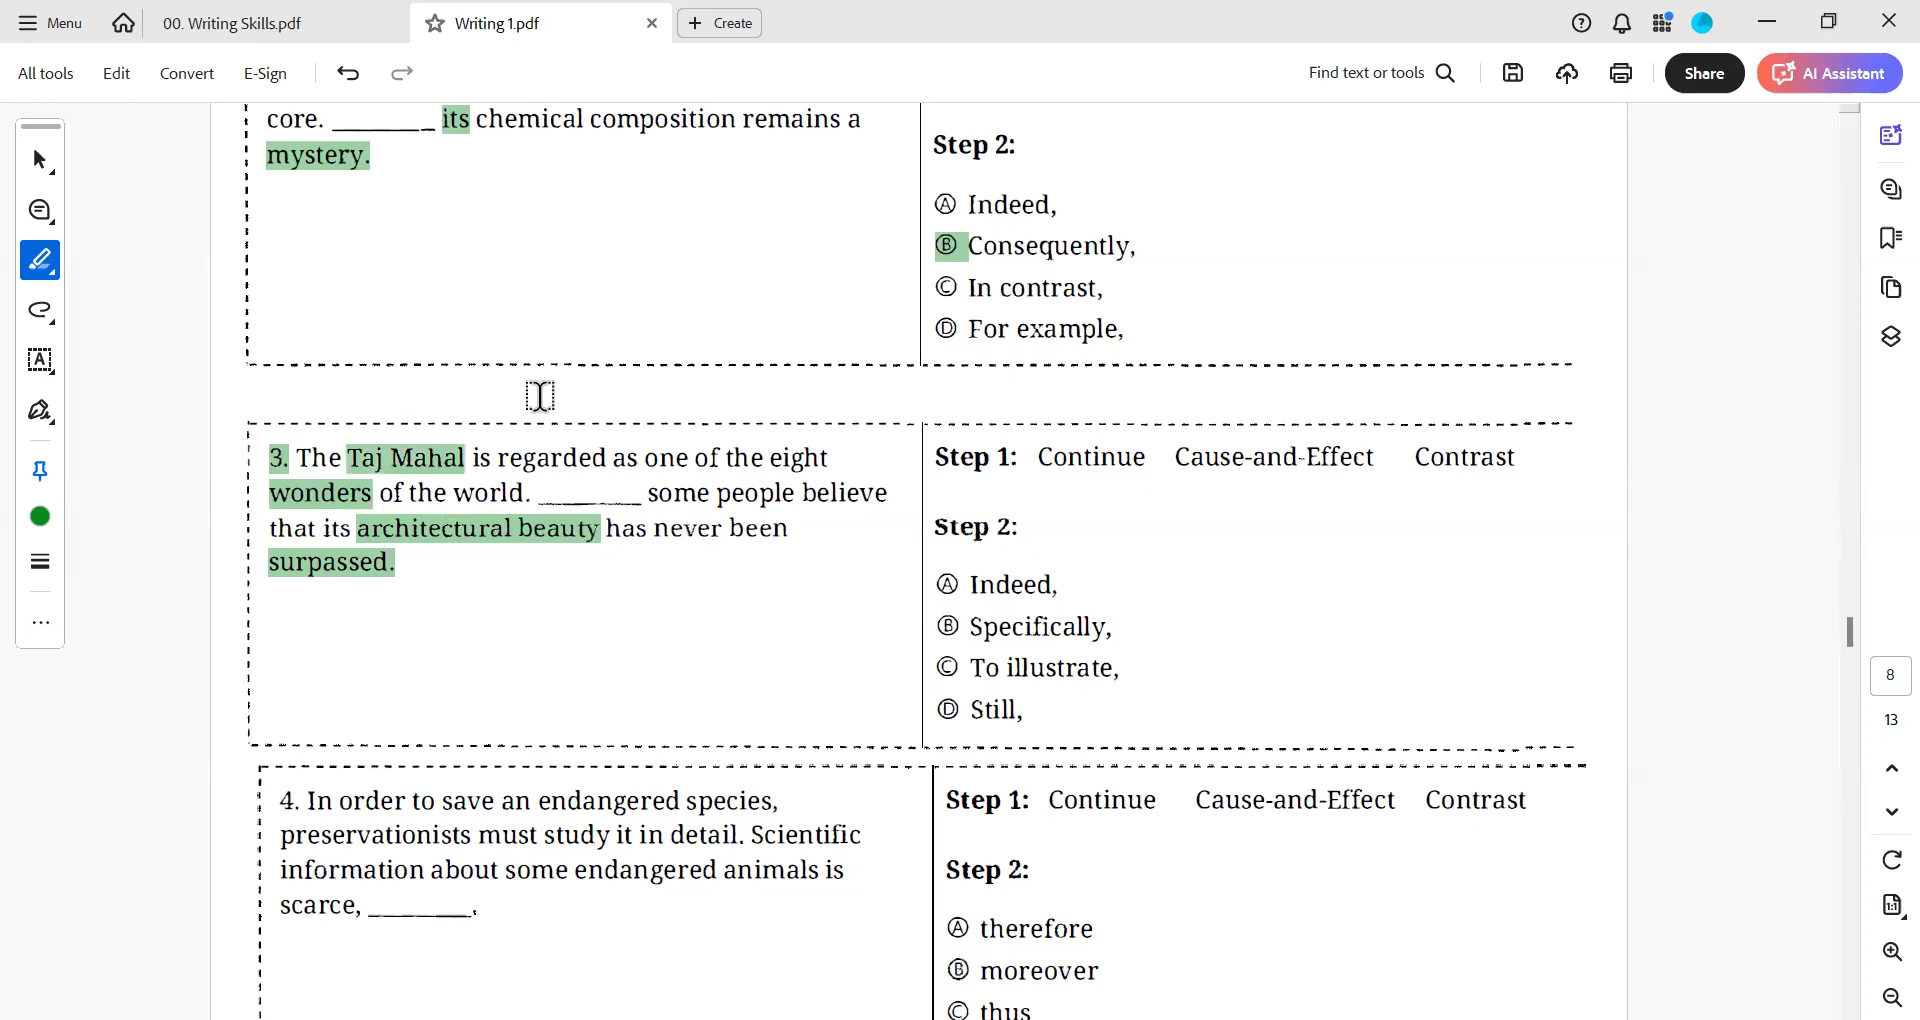 Menu
00. Writing Skills.pdf
Writing 1.pdf
Create
All tools
Edit
Convert
E-Sign
Find text or tools
Share
AI Assistant
core. ________ its chemical composition remains a
mystery.
Step 2:
Ⓐ Indeed,
Ⓑ Consequently,
Ⓒ In contrast,
Ⓓ For example,
3. The Taj Mahal is regarded as one of the eight
wonders of the world. ________ some people believe
that its architectural beauty has never been
surpassed.
Step 1: Continue Cause-and-Effect Contrast
Step 2:
Ⓐ Indeed,
Ⓑ Specifically,
Ⓒ To illustrate,
Ⓓ Still,
4. In order to save an endangered species,
preservationists must study it in detail. Scientific
information about some endangered animals is
scarce, ________.
Step 1: Continue Cause-and-Effect Contrast
Step 2:
Ⓐ therefore
Ⓑ moreover
Ⓒ thus
8
13